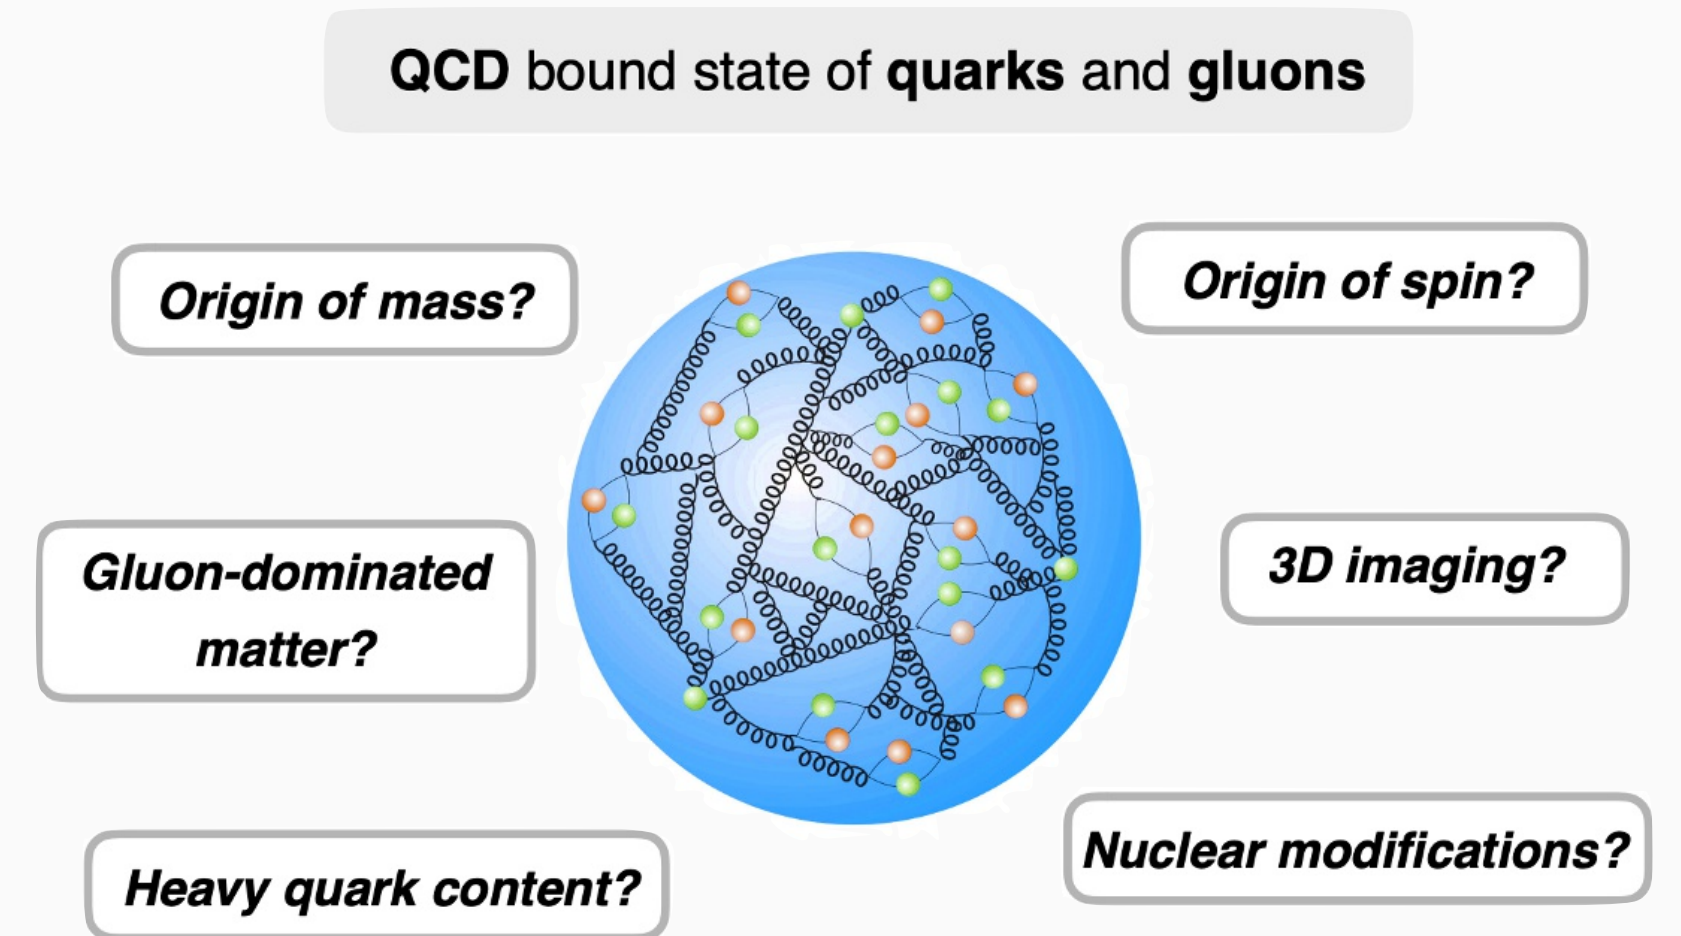 QCD bound state of quarks and gluons
Origin of mass?
Origin of spin?
Gluon-dominated
matter?
3D imaging?
Heavy quark content?
Nuclear modifications?